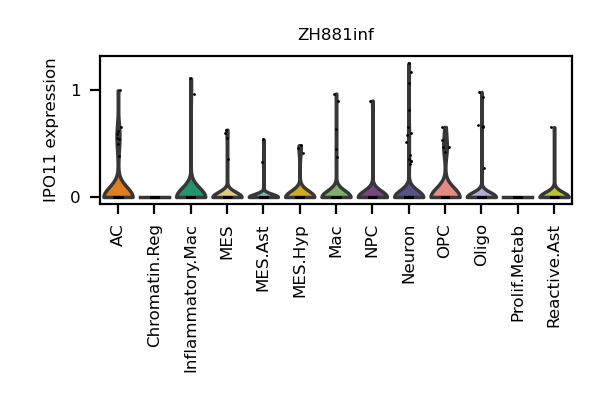 ZH881inf
IPO11 expression
1
0
AC
Chromatin.Reg
Inflammatory.Mac
MES
MES.Ast
MES.Hyp
Mac
NPC
Neuron
OPC
Oligo
Prolif.Metab
Reactive.Ast